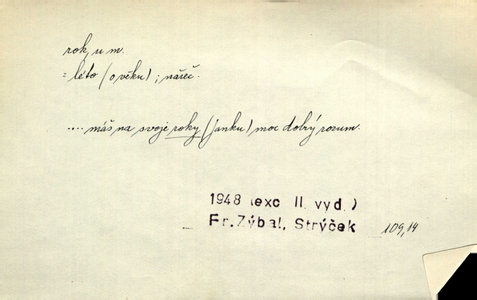 rok, u m.
= léto (o věku); nářeč.
.... máš na svoje roky (janku) moc dobrý rozum.
1948 (exc II. vyd.)
Fr. Zýbal, Strýček
109,14